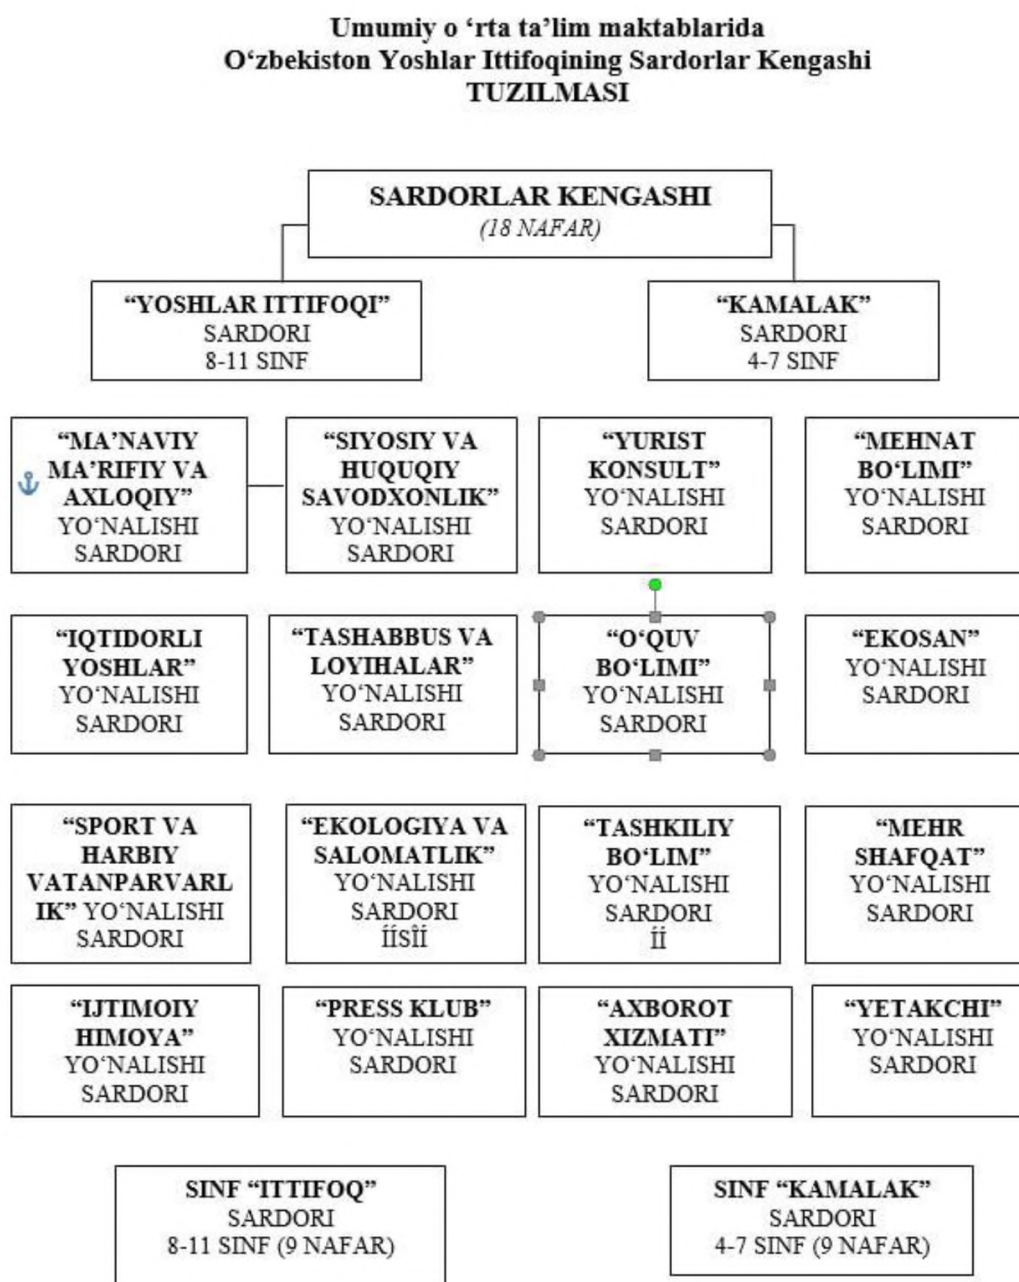 Umumiy o ‘rta ta’lim maktablarida
O‘zbekiston Yoshlar Ittifoqining Sardorlar Kengashi
TUZILMASI
SARDORLAR KENGASHI
(18 NAFAR)
“YOSHLAR ITTIFOQI”
SARDORI
8-11 SINF
“KAMALAK”
SARDORI
4-7 SINF
“MA’NAVIY
MA’RIFIY VA
AXLOQIY”
YO‘NALISHI
SARDORI
“SIYOSIY VA
HUQUQIY
SAVODXONLIK”
YO‘NALISHI
SARDORI
“YURIST
KONSULT”
YO‘NALISHI
SARDORI
“MEHNAT
BO‘LIMI”
YO‘NALISHI
SARDORI
“IQTIDORLI
YOSHLAR”
YO‘NALISHI
SARDORI
“TASHABBUS VA
LOYIHALAR”
YO‘NALISHI
SARDORI
“O‘QUV
BO‘LIMI”
YO‘NALISHI
SARDORI
“EKOSAN”
YO‘NALISHI
SARDORI
“SPORT VA
HARBIY
VATANPARVARL
IK” YO‘NALISHI
SARDORI
“EKOLOGIYA VA
SALOMATLIK”
YO‘NALISHI
SARDORI
ÍÍSÎÍ
“TASHKILIY
BO‘LIM”
YO‘NALISHI
SARDORI
ÍÍ
“MEHR
SHAFQAT”
YO‘NALISHI
SARDORI
“IJTIMOIY
HIMOYA”
YO‘NALISHI
SARDORI
“PRESS KLUB”
YO‘NALISHI
SARDORI
“AXBOROT
XIZMATI”
YO‘NALISHI
SARDORI
“YETAKCHI”
YO‘NALISHI
SARDORI
SINF “ITTIFOQ”
SARDORI
8-11 SINF (9 NAFAR)
SINF “KAMALAK”
SARDORI
4-7 SINF (9 NAFAR)